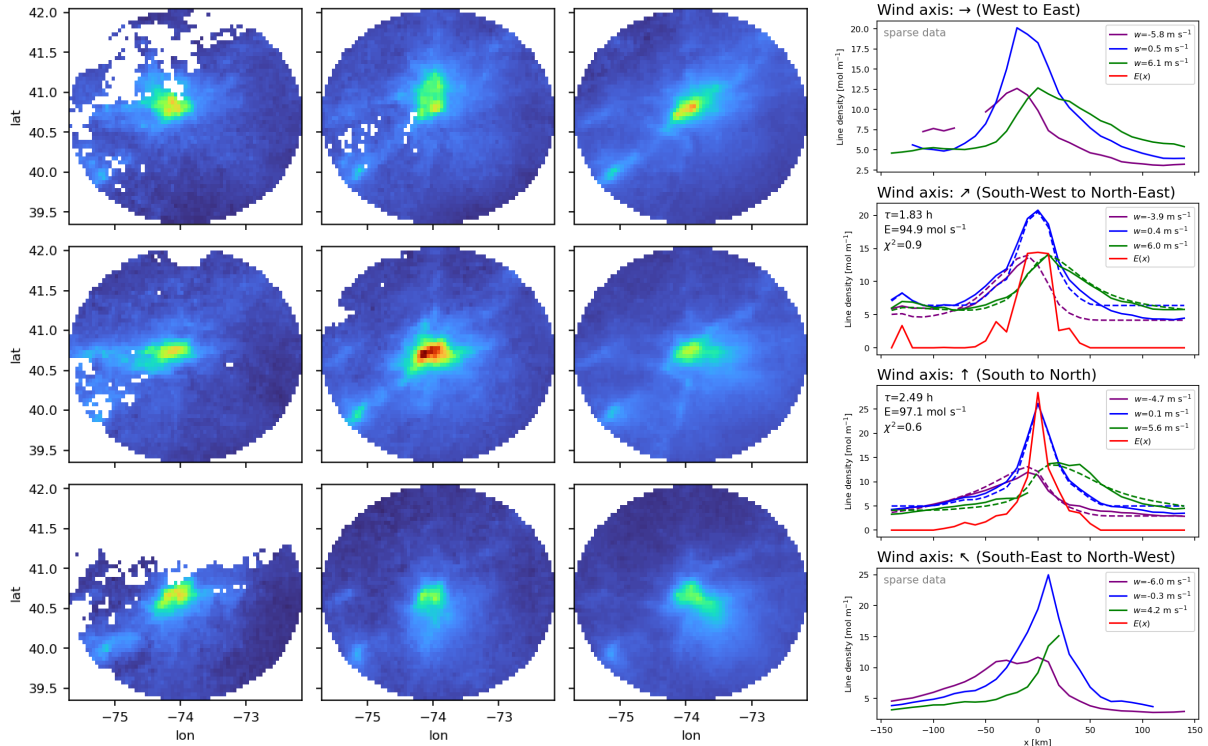 42.0
41.5
41.0
40.5
40.0
39.5
lat
42.0
41.5
41.0
40.5
40.0
39.5
lat
42.0
41.5
41.0
40.5
40.0
39.5
lat
−75 −74 −73
lon
−75 −74 −73
lon
−75 −74 −73
lon
Wind axis: → (West to East)
sparse data
w=-5.8 m s⁻¹
w=0.5 m s⁻¹
w=6.1 m s⁻¹
E(x)
20.0
17.5
15.0
12.5
10.0
7.5
5.0
2.5
Line density [mol m⁻¹]
Wind axis: ↗ (South-West to North-East)
τ=1.83 h
E=94.9 mol s⁻¹
χ²=0.9
w=-3.9 m s⁻¹
w=0.4 m s⁻¹
w=6.0 m s⁻¹
E(x)
20
15
10
5
0
Line density [mol m⁻¹]
Wind axis: ↑ (South to North)
τ=2.49 h
E=97.1 mol s⁻¹
χ²=0.6
w=-4.7 m s⁻¹
w=0.1 m s⁻¹
w=5.6 m s⁻¹
E(x)
25
20
15
10
5
0
Line density [mol m⁻¹]
Wind axis: ↖ (South-East to North-West)
sparse data
w=-6.0 m s⁻¹
w=-0.3 m s⁻¹
w=4.2 m s⁻¹
E(x)
25
20
15
10
5
Line density [mol m⁻¹]
−150 −100 −50 0 50 100 150
x [km]